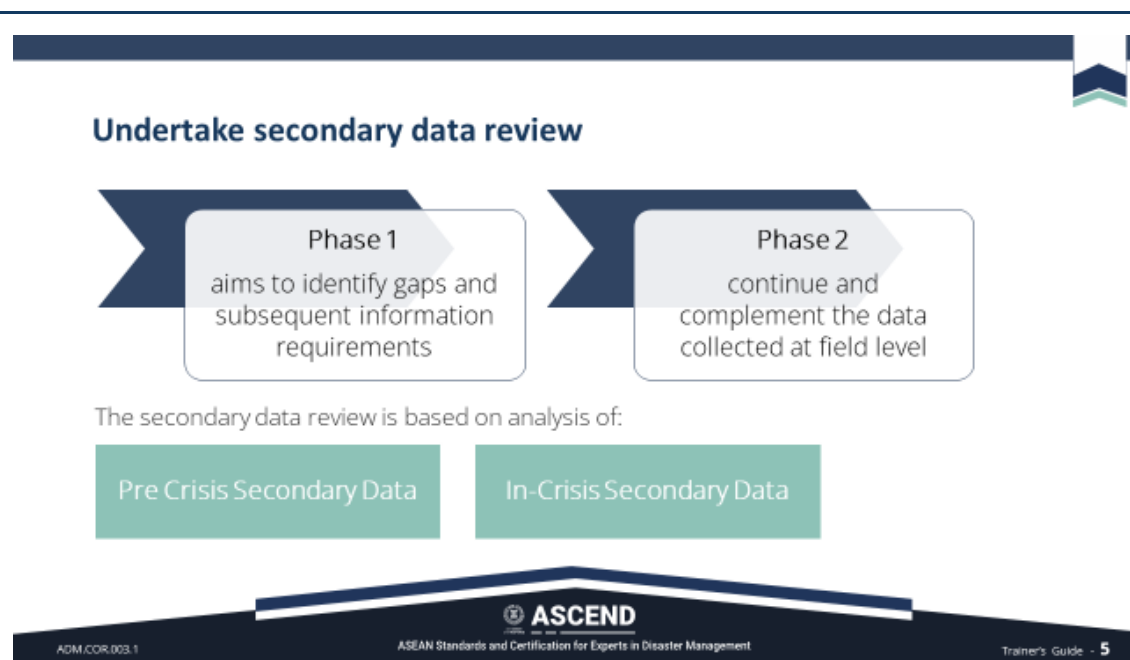 Undertake secondary data review
Phase 1
aims to identify gaps and
subsequent information
requirements
Phase 2
continue and
complement the data
collected at field level
The secondary data review is based on analysis of:
Pre Crisis Secondary Data
In-Crisis Secondary Data
ASCEND
ASEAN Standards and Certification for Experts in Disaster Management
ADM.COR.003.1
Trainer's Guide - 5